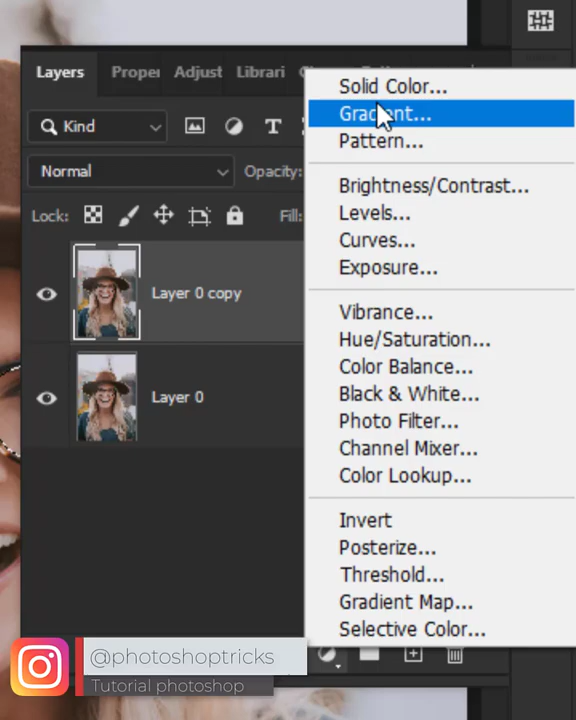 Layers Proper Adjust Librari
Kind
T
Normal
Opacity:
Lock:
Fill:
Layer 0 copy
Layer 0
Solid Color...
Gradient...
Pattern...
Brightness/Contrast...
Levels...
Curves...
Exposure...
Vibrance...
Hue/Saturation...
Color Balance...
Black & White...
Photo Filter...
Channel Mixer...
Color Lookup...
Invert
Posterize...
Threshold...
Gradient Map...
Selective Color...
@photoshoptricks
Tutorial photoshop